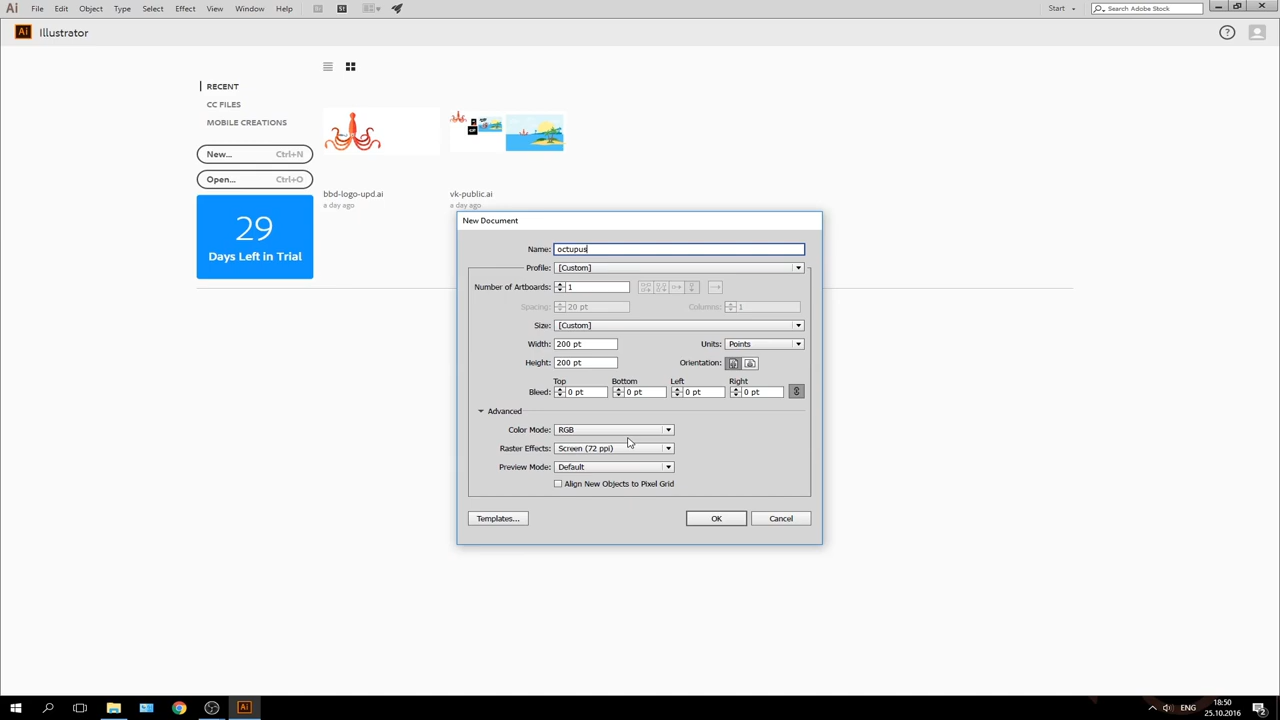 Ai File Edit Object Type Select Effect View Window Help Br St Start Search Adobe Stock
Ai Illustrator
RECENT
CC FILES
MOBILE CREATIONS
New... Ctrl+N
Open... Ctrl+O
29
Days Left in Trial
bbd-logo-upd.ai
a day ago
vk-public.ai
a day ago
New Document
Name: octupus
Profile: [Custom]
Number of Artboards: 1
Spacing: 20 pt Columns: 1
Size: [Custom]
Width: 200 pt Units: Points
Height: 200 pt Orientation:
Top Bottom Left Right
Bleed: 0 pt 0 pt 0 pt 0 pt
Advanced
Color Mode: RGB
Raster Effects: Screen (72 ppi)
Preview Mode: Default
Align New Objects to Pixel Grid
Templates... OK Cancel
Ai ENG 18:50
25.10.2016 2